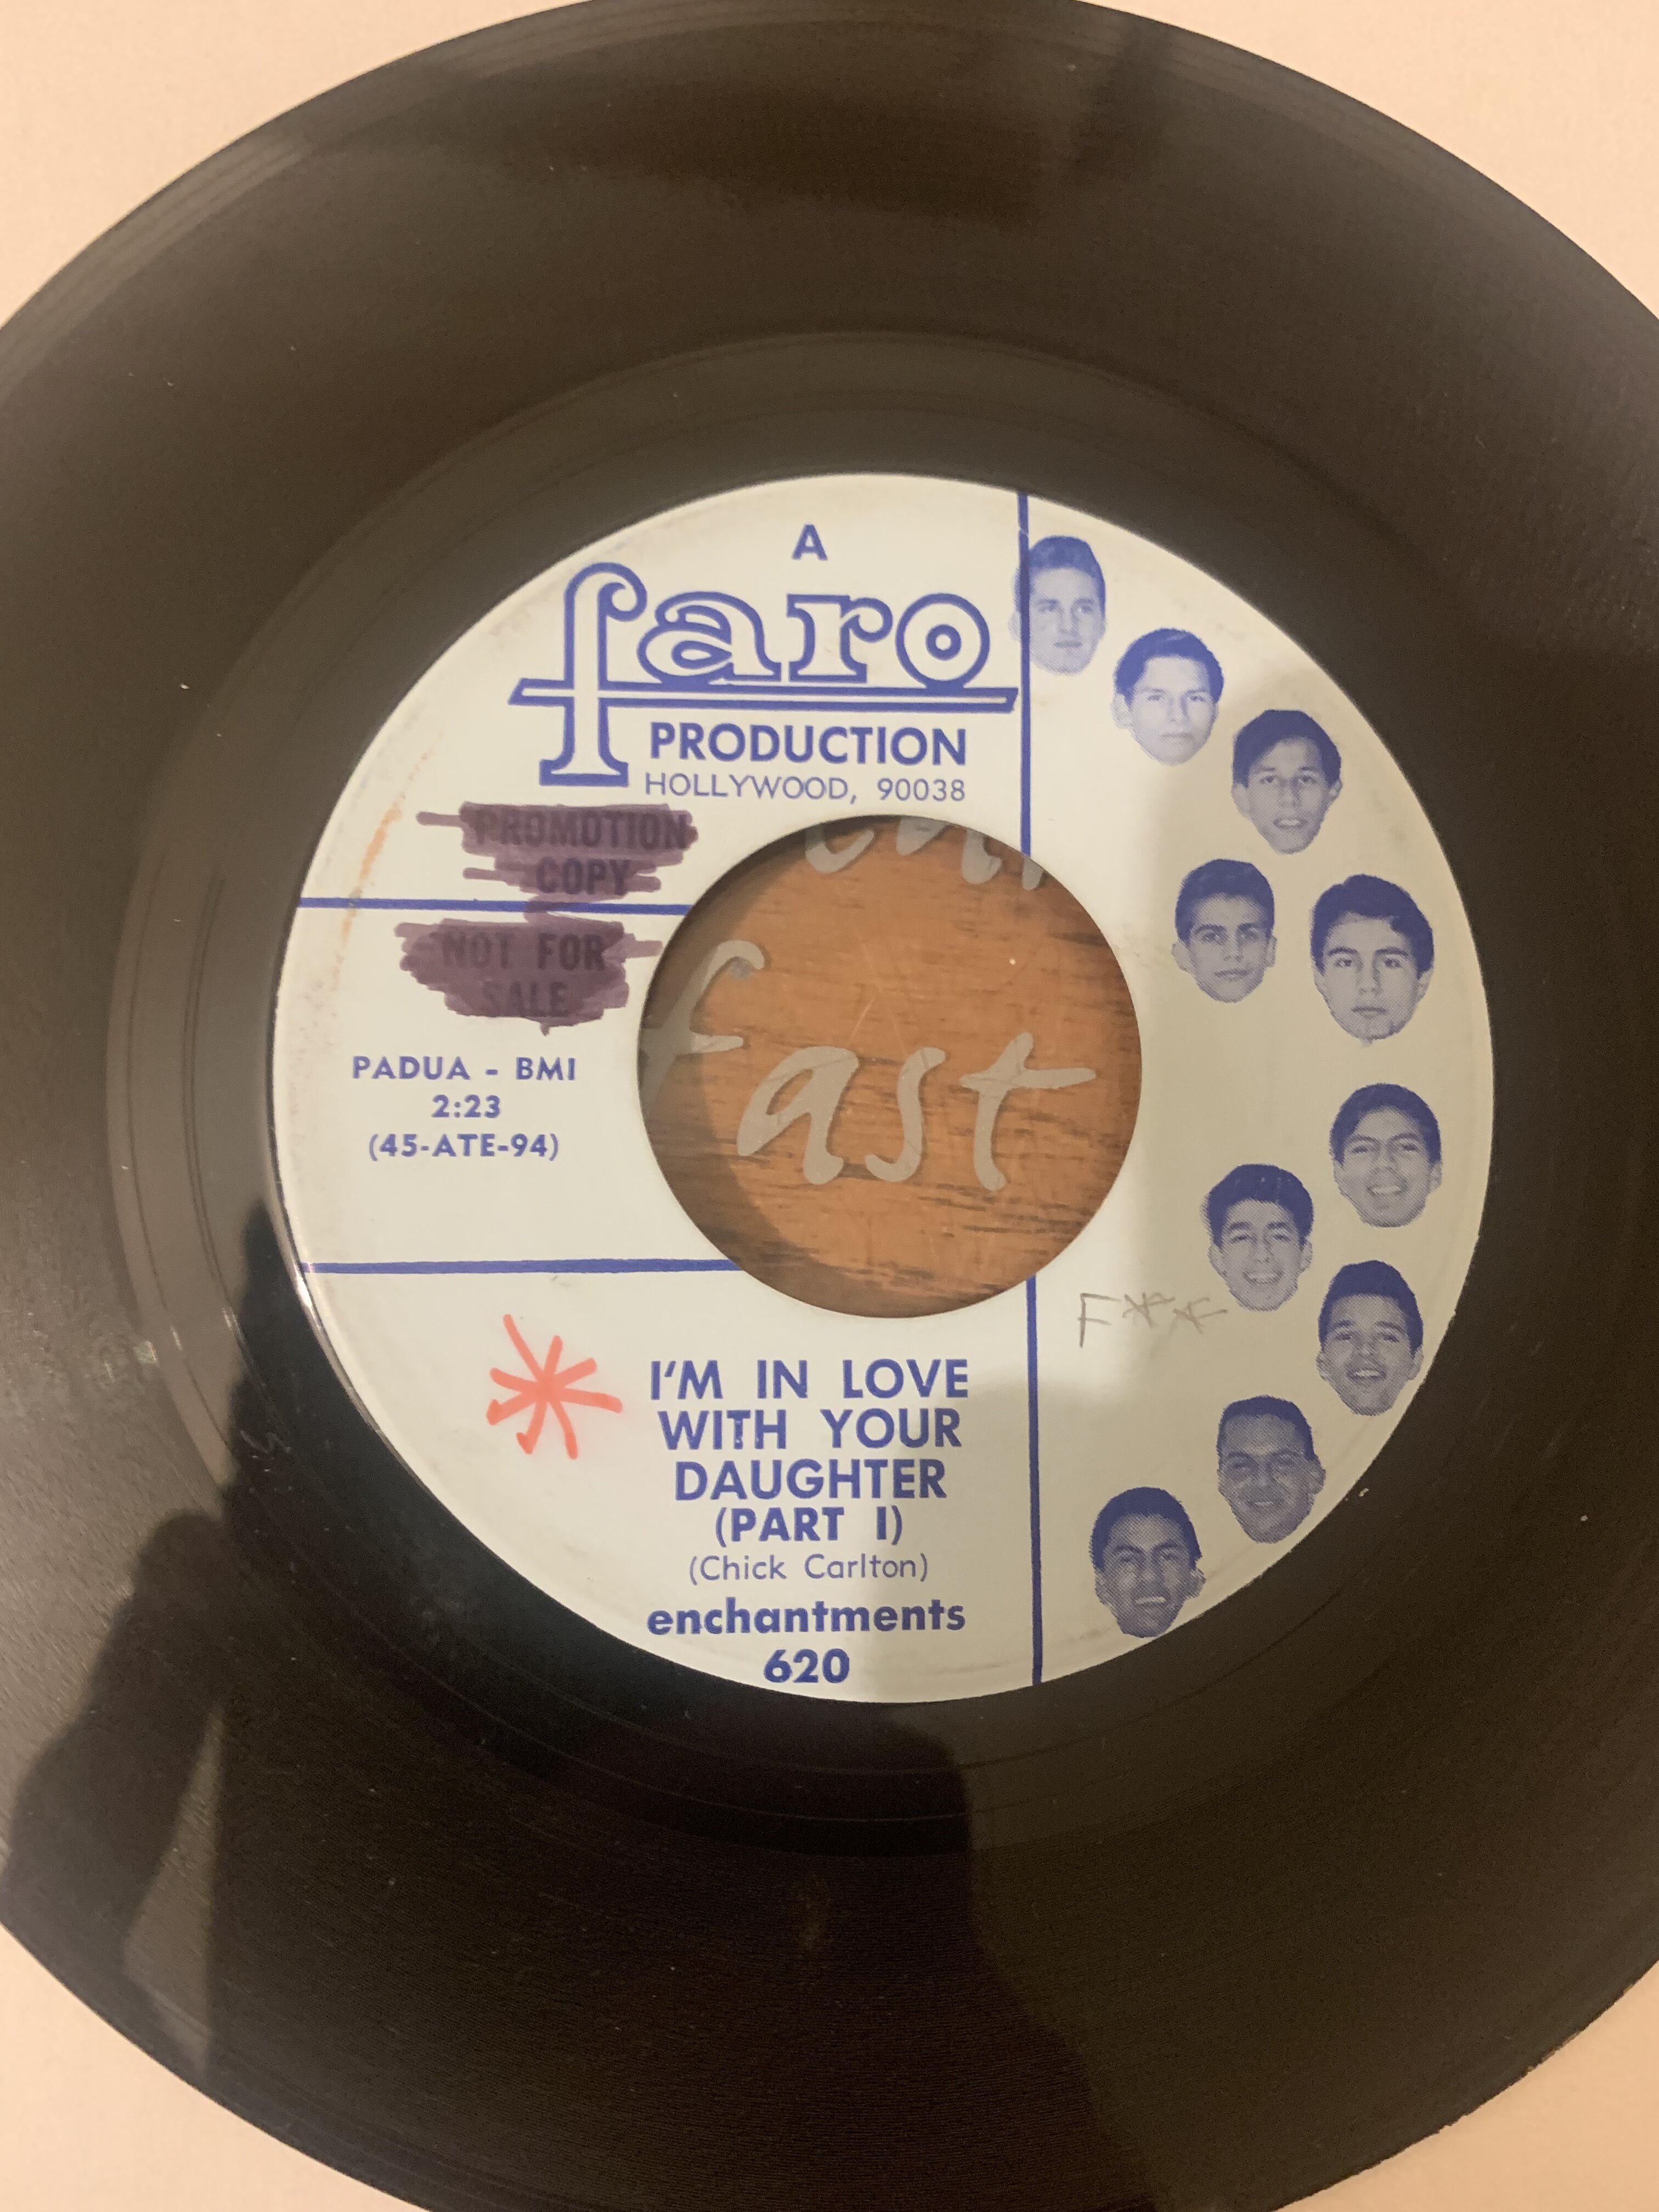 A
faro
PRODUCTION
HOLLYWOOD, 90038
PROMOTION
COPY
NOT FOR
SALE
PADUA - BMI
2:23
(45-ATE-94)
fast
F***
I'M IN LOVE
WITH YOUR
DAUGHTER
(PART I)
(Chick Carlton)
enchantments
620